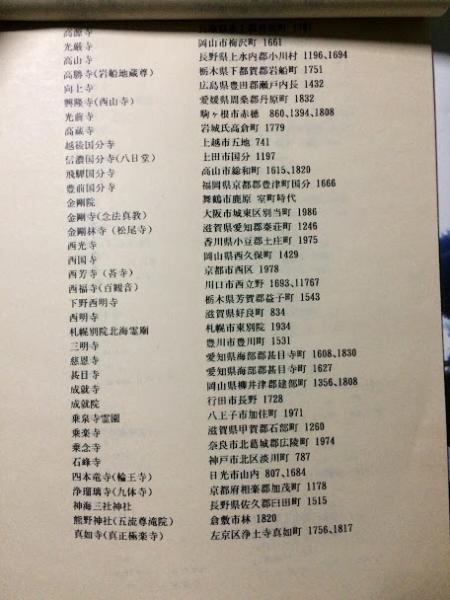 高源寺
光厳寺 岡山市梅沢町 1661
高山寺 長野県上水内郡小川村 1196、1694
高勝寺(岩船地蔵尊) 栃木県下都賀郡岩船町 1751
向上寺 広島県豊田郡瀬戸内長 1432
興隆寺(西山寺) 愛媛県周桑郡丹原町 1832
光前寺 駒ヶ根市赤穂 860、1394、1808
高蔵寺 岩城氏高倉町 1779
越後国分寺 上越市五地 741
信濃国分寺(八日堂) 上田市国分 1197
飛騨国分寺 高山市総和町 1615、1820
豊前国分寺 福岡県京都郡豊津町国分 1666
金剛院 舞鶴市鹿原 室町時代
金剛寺(念法真教) 大阪市城東区別当町 1986
金剛林寺(松尾寺) 滋賀県愛知郡秦荘町 1246
西光寺 香川県小豆郡土庄町 1975
西国寺 岡山県西久保町 1429
西芳寺(苔寺) 京都市西区 1978
西福寺(百観音) 川口市西立野 1693、11767
下野西明寺 栃木県芳賀郡益子町 1543
西明寺 滋賀県好良町 834
札幌別院北海霊廟 札幌市東別院 1934
三明寺 豊川市豊川町 1531
慈恩寺 愛知県海部郡甚目寺町 1608、1830
甚目寺 愛知県海部郡甚目寺町 1627
成就寺 岡山県柳井津郡建部町 1356、1808
成就院 行田市長野 1728
乗泉寺霊園 八王子市加住町 1971
乗楽寺 滋賀県甲賀郡石部町 1260
乗念寺 奈良市北葛城郡広陵町 1974
石峰寺 神戸市北区淡川町 787
四本竜寺(輪王寺) 日光市山内 807、1684
浄瑠璃寺(九体寺) 京都府相楽郡加茂町 1178
神海三社神社 長野県佐久郡臼田町 1515
熊野神社(五流尊滝院) 倉敷市林 1820
真如寺(真正極楽寺) 左京区浄土寺真如町 1756、1817